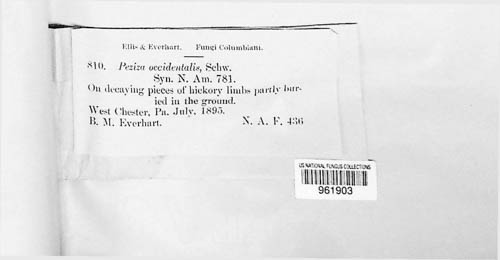 Ellis & Everhart. Fungi Columbiani.
810. Peziza occidentalis, Schw.
Syn. N. Am. 781.
On decaying pieces of hickory limbs partly bur-
ied in the ground.
West Chester, Pa. July, 1895.
B. M. Everhart. N. A. F. 436
US NATIONAL FUNGUS COLLECTIONS
961903